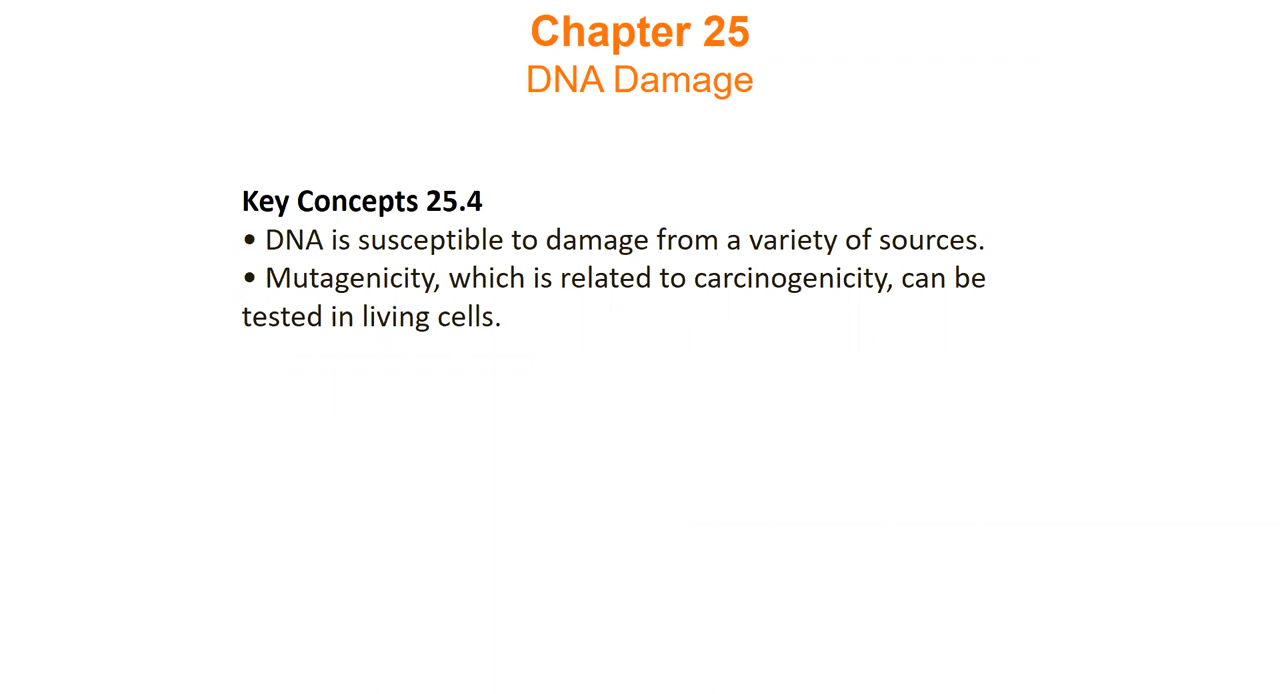 Chapter 25
DNA Damage
Key Concepts 25.4
• DNA is susceptible to damage from a variety of sources.
• Mutagenicity, which is related to carcinogenicity, can be
tested in living cells.